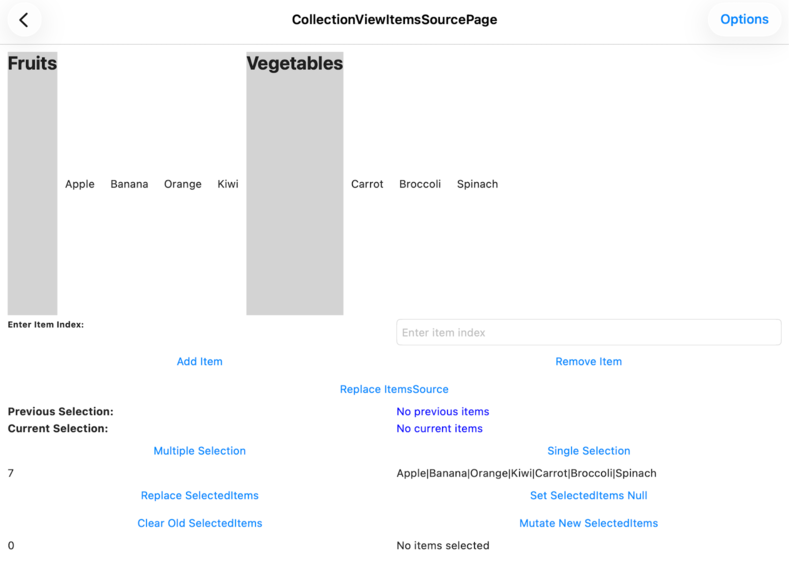 CollectionViewItemsSourcePage
Options
Fruits
Vegetables
Apple Banana Orange Kiwi Carrot Broccoli Spinach
Enter Item Index:
Enter item index
Add Item
Remove Item
Replace ItemsSource
Previous Selection:
No previous items
Current Selection:
No current items
Multiple Selection
Single Selection
7
Apple|Banana|Orange|Kiwi|Carrot|Broccoli|Spinach
Replace SelectedItems
Set SelectedItems Null
Clear Old SelectedItems
Mutate New SelectedItems
0
No items selected